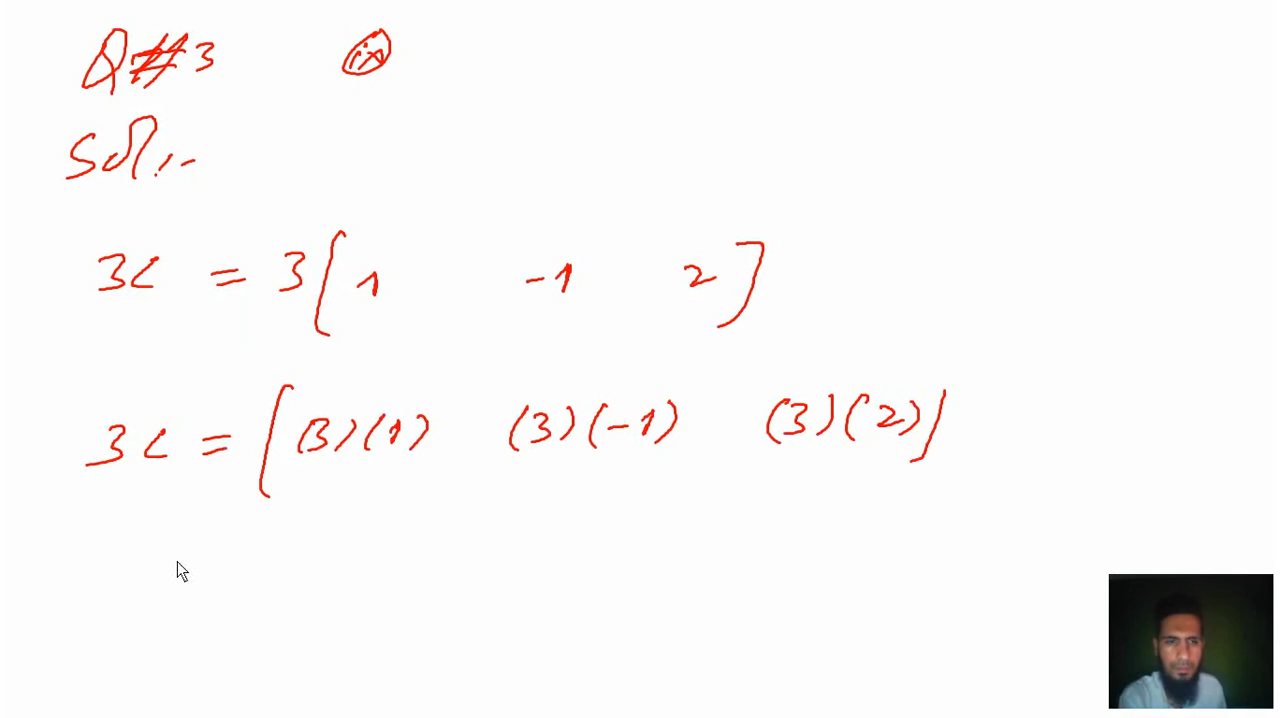 Q#3 ix
Sol:-
3C = 3[1 -1 2]
3C = [(3)(1) (3)(-1) (3)(2)]